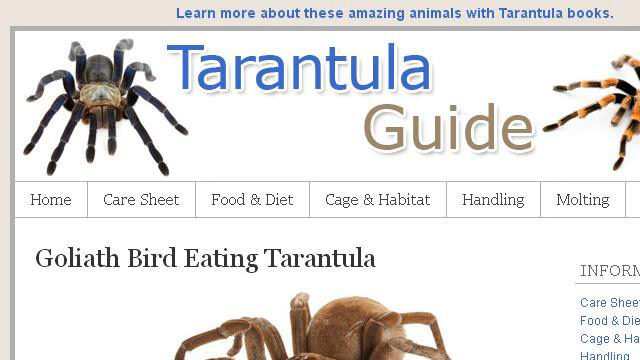 Learn more about these amazing animals with Tarantula books.
Tarantula
Guide
Home
Care Sheet
Food & Diet
Cage & Habitat
Handling
Molting
Goliath Bird Eating Tarantula
INFORM
Care Shee
Food & Die
Cage & Ha
Handling